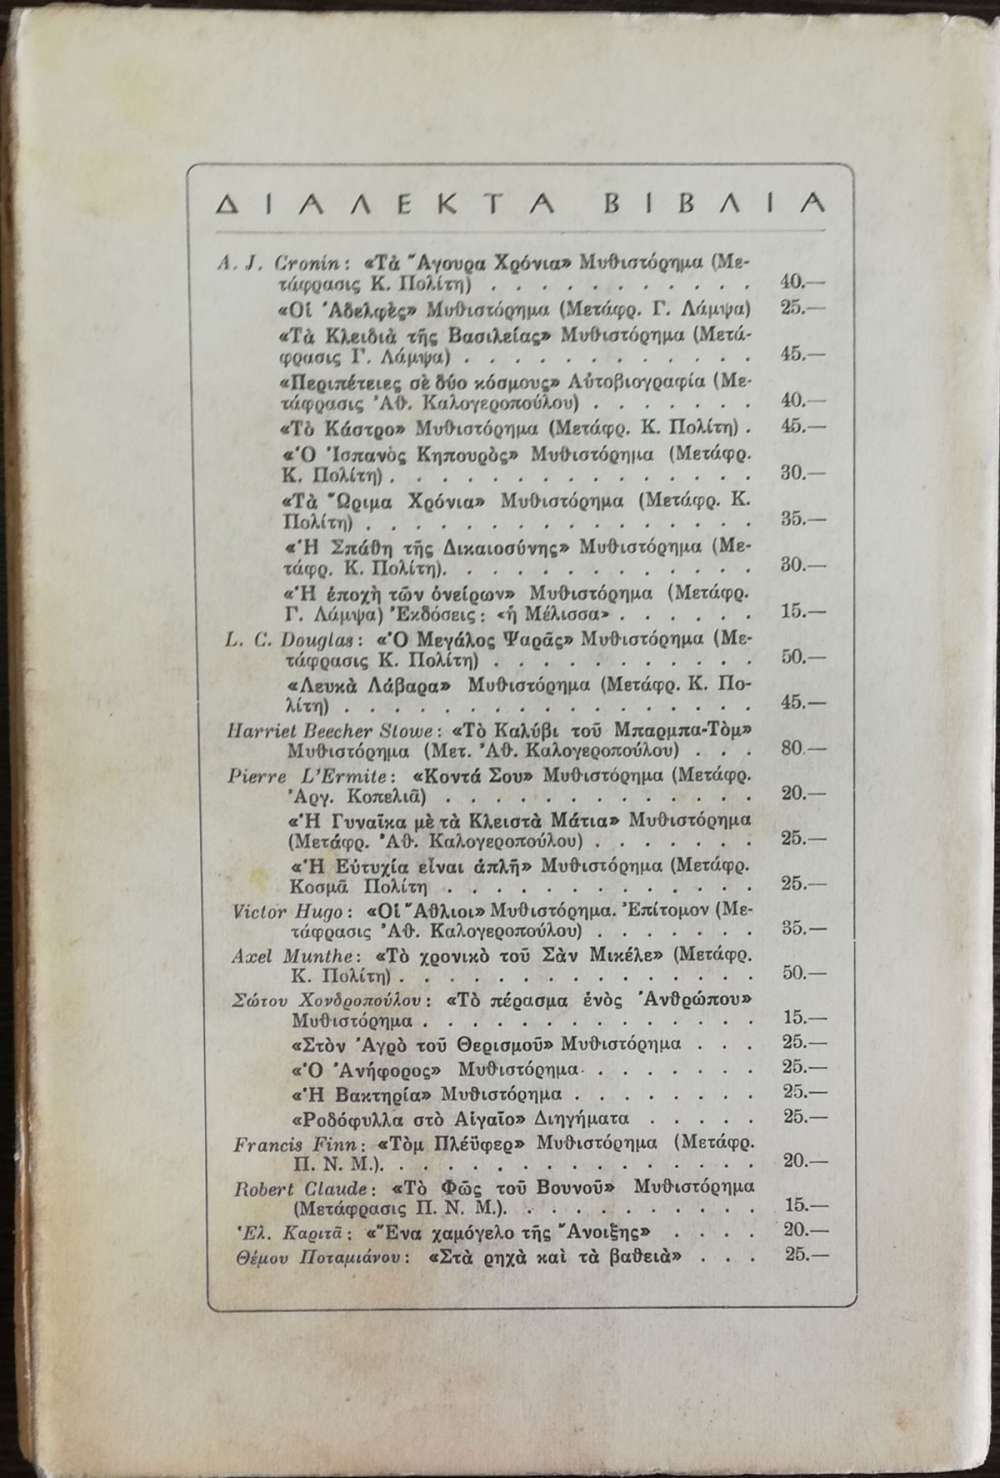 ΔΙΑΛΕΚΤΑ ΒΙΒΛΙΑ
A. J. Cronin: «Τὰ Ἄγουρα Χρόνια» Μυθιστόρημα (Με-
τάφρασις Κ. Πολίτη) . . . . . . . . . . . 40.—
«Οἱ Ἀδελφὲς» Μυθιστόρημα (Μετάφρ. Γ. Λάμψα) 25.—
«Τὰ Κλειδιὰ τῆς Βασιλείας» Μυθιστόρημα (Μετά-
φρασις Γ. Λάμψα) . . . . . . . . . . . . 45.—
«Περιπέτειες σὲ δύο κόσμους» Αὐτοβιογραφία (Με-
τάφρασις Ἀθ. Καλογεροπούλου) . . . . . . . 40.—
«Τὸ Κάστρο» Μυθιστόρημα (Μετάφρ. Κ. Πολίτη) . 45.—
«Ὁ Ἱσπανὸς Κηπουρὸς» Μυθιστόρημα (Μετάφρ.
Κ. Πολίτη) . . . . . . . . . . . . . . . 30.—
«Τὰ Ὥριμα Χρόνια» Μυθιστόρημα (Μετάφρ. Κ.
Πολίτη) . . . . . . . . . . . . . . . . 35.—
«Ἡ Σπάθη τῆς Δικαιοσύνης» Μυθιστόρημα (Με-
τάφρ. Κ. Πολίτη). . . . . . . . . . . . . 30.—
«Ἡ ἐποχὴ τῶν ὀνείρων» Μυθιστόρημα (Μετάφρ.
Γ. Λάμψα) Ἐκδόσεις: «ἡ Μέλισσα» . . . . . . 15.—
L. C. Douglas: «Ὁ Μεγάλος Ψαρᾶς» Μυθιστόρημα (Με-
τάφρασις Κ. Πολίτη) . . . . . . . . . . . 50.—
«Λευκὰ Λάβαρα» Μυθιστόρημα (Μετάφρ. Κ. Πο-
λίτη) . . . . . . . . . . . . . . . . . 45.—
Harriet Beecher Stowe: «Τὸ Καλύβι τοῦ Μπαρμπα-Τὸμ»
Μυθιστόρημα (Μετ. Ἀθ. Καλογεροπούλου) . . . 80.—
Pierre L'Ermite: «Κοντά Σου» Μυθιστόρημα (Μετάφρ.
Ἀργ. Κοπελιᾶ) . . . . . . . . . . . . . 20.—
«Ἡ Γυναῖκα μὲ τὰ Κλειστὰ Μάτια» Μυθιστόρημα
(Μετάφρ. Ἀθ. Καλογεροπούλου) . . . . . . . 25.—
«Ἡ Εὐτυχία εἶναι ἁπλῆ» Μυθιστόρημα (Μετάφρ.
Κοσμᾶ Πολίτη . . . . . . . . . . . . . 25.—
Victor Hugo: «Οἱ Ἄθλιοι» Μυθιστόρημα. Ἐπίτομον (Με-
τάφρασις Ἀθ. Καλογεροπούλου) . . . . . . . 35.—
Axel Munthe: «Τὸ χρονικὸ τοῦ Σὰν Μικέλε» (Μετάφρ.
Κ. Πολίτη) . . . . . . . . . . . . . . . 50.—
Σώτου Χονδροπούλου: «Τὸ πέρασμα ἑνὸς Ἀνθρώπου»
Μυθιστόρημα . . . . . . . . . . . . . . 15.—
«Στὸν Ἀγρὸ τοῦ Θερισμοῦ» Μυθιστόρημα . . . 25.—
«Ὁ Ἀνήφορος» Μυθιστόρημα . . . . . . . 25.—
«Ἡ Βακτηρία» Μυθιστόρημα . . . . . . . . 25.—
«Ροδόφυλλα στὸ Αἰγαῖο» Διηγήματα . . . . . 25.—
Francis Finn: «Τὸμ Πλέϋφερ» Μυθιστόρημα (Μετάφρ.
Π. Ν. Μ.). . . . . . . . . . . . . . . . 20.—
Robert Claude: «Τὸ Φῶς τοῦ Βουνοῦ» Μυθιστόρημα
(Μετάφρασις Π. Ν. Μ.). . . . . . . . . . . 15.—
Ἑλ. Καριτᾶ: «Ἕνα χαμόγελο τῆς Ἄνοιξης» . . . . 20.—
Θέμου Ποταμιάνου: «Στὰ ρηχὰ καὶ τὰ βαθειὰ» . . . 25.—